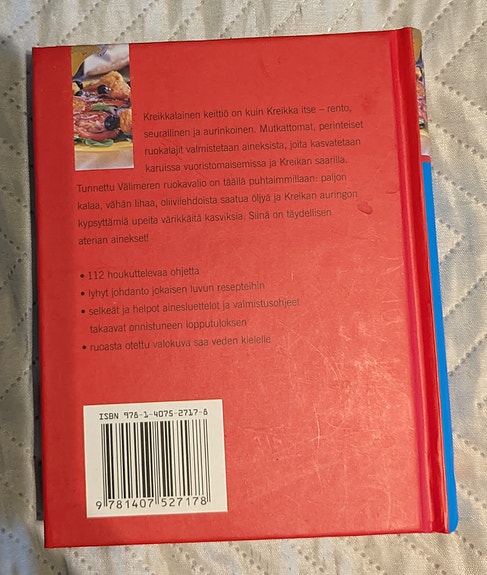 Kreikkalainen keittiö on kuin Kreikka itse – rento,
seurallinen ja aurinkoinen. Mutkattomat, perinteiset
ruokalajit valmistetaan aineksista, joita kasvatetaan
karuissa vuoristomaisemissa ja Kreikan saarilla.
Tunnettu Välimeren ruokavalio on täällä puhtaimmillaan: paljon
kalaa, vähän lihaa, oliivilehdoista saatua öljyä ja Kreikan auringon
kypsyttämiä upeita värikkäitä kasviksia. Siinä on täydellisen
aterian ainekset!
• 112 houkuttelevaa ohjetta
• lyhyt johdanto jokaisen luvun resepteihin
• selkeät ja helpot ainesluettelot ja valmistusohjeet
takaavat onnistuneen lopputuloksen
• ruoasta otettu valokuva saa veden kielelle
ISBN 978-1-4075-2717-8
9 781407 527178